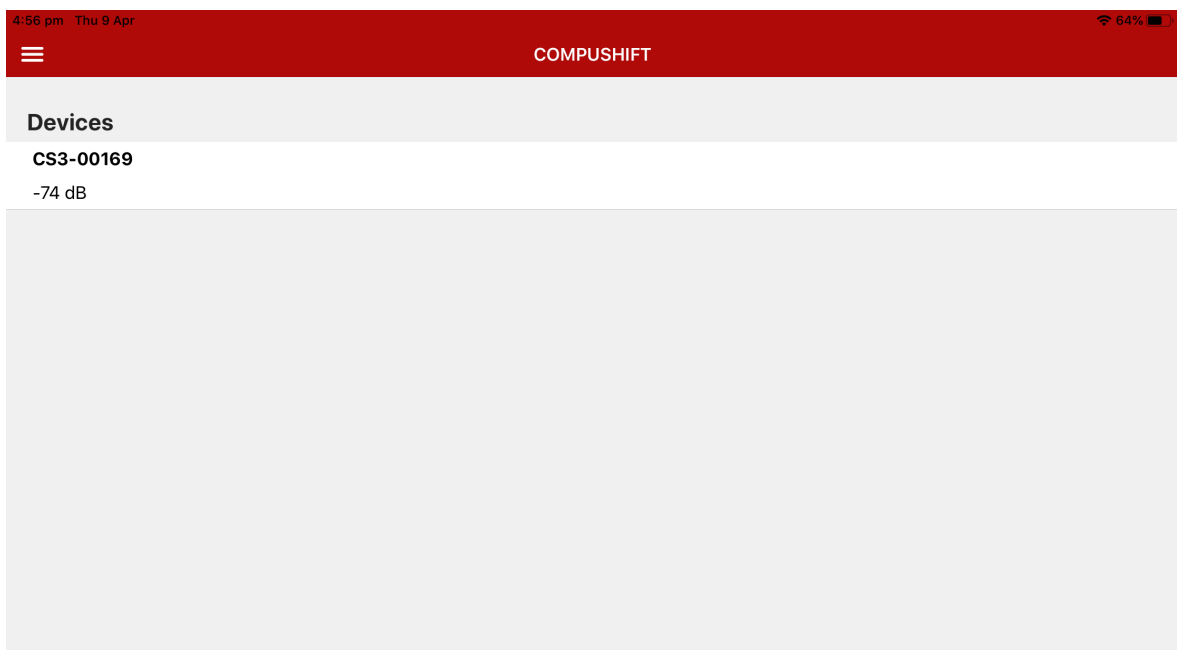 4:56 pm Thu 9 Apr 64%
COMPUSHIFT
Devices
CS3-00169
-74 dB